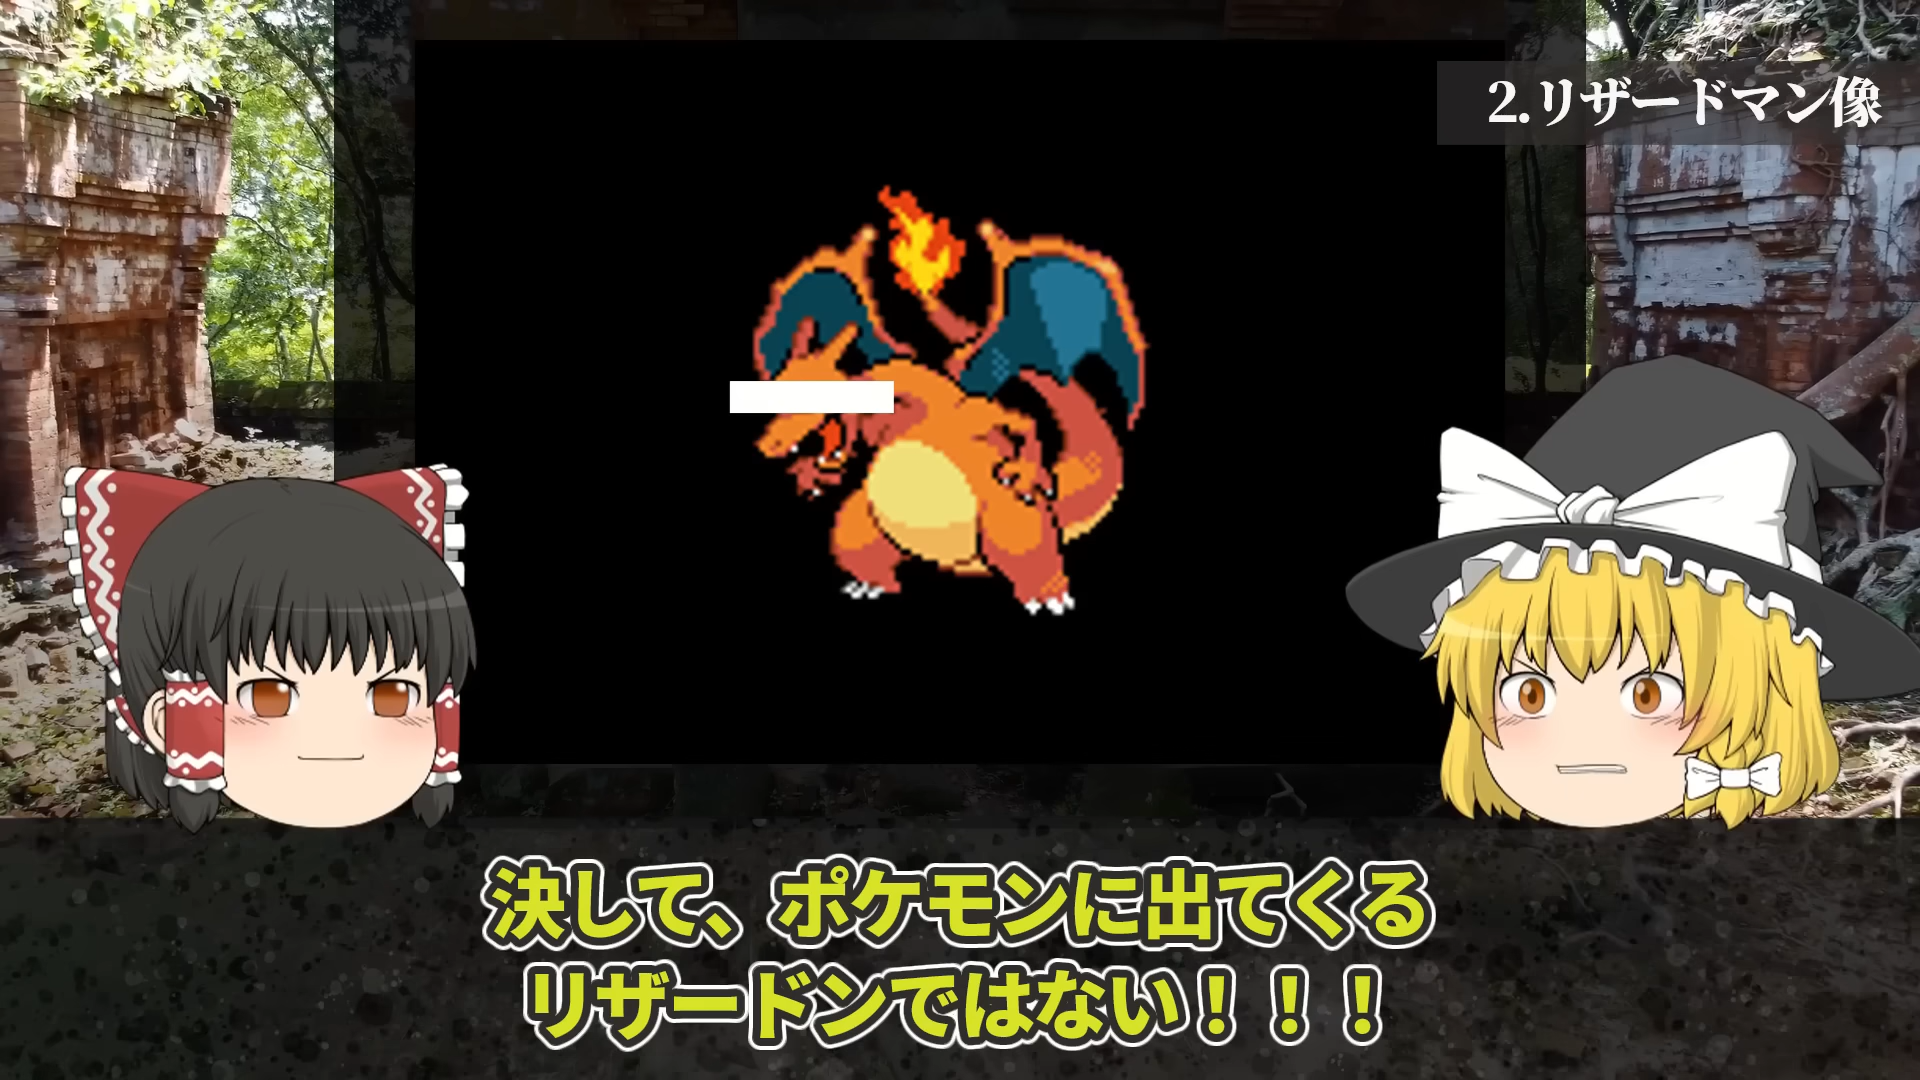 2.リザードマン像
決して、ポケモンに出てくる
リザードンではない！！！